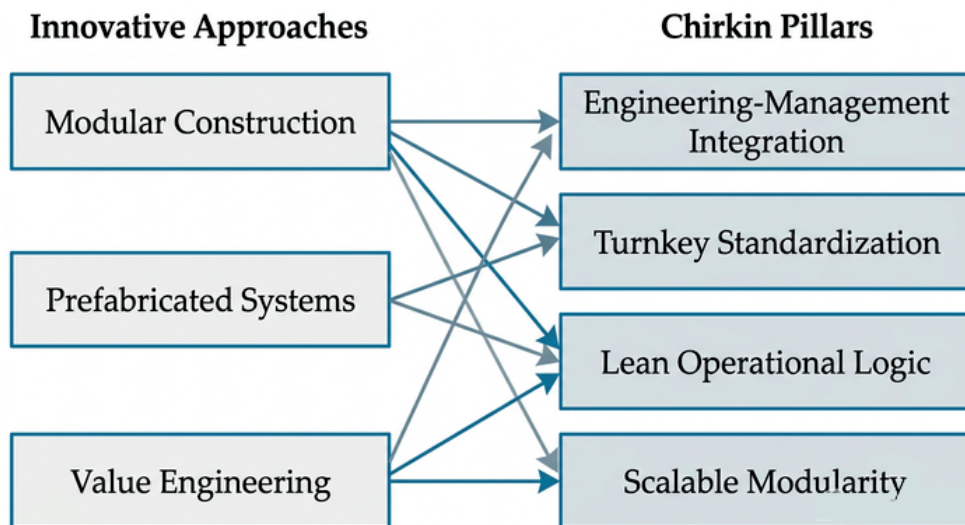 Innovative Approaches
Chirkin Pillars
Modular Construction
Prefabricated Systems
Value Engineering
Engineering-Management
Integration
Turnkey Standardization
Lean Operational Logic
Scalable Modularity